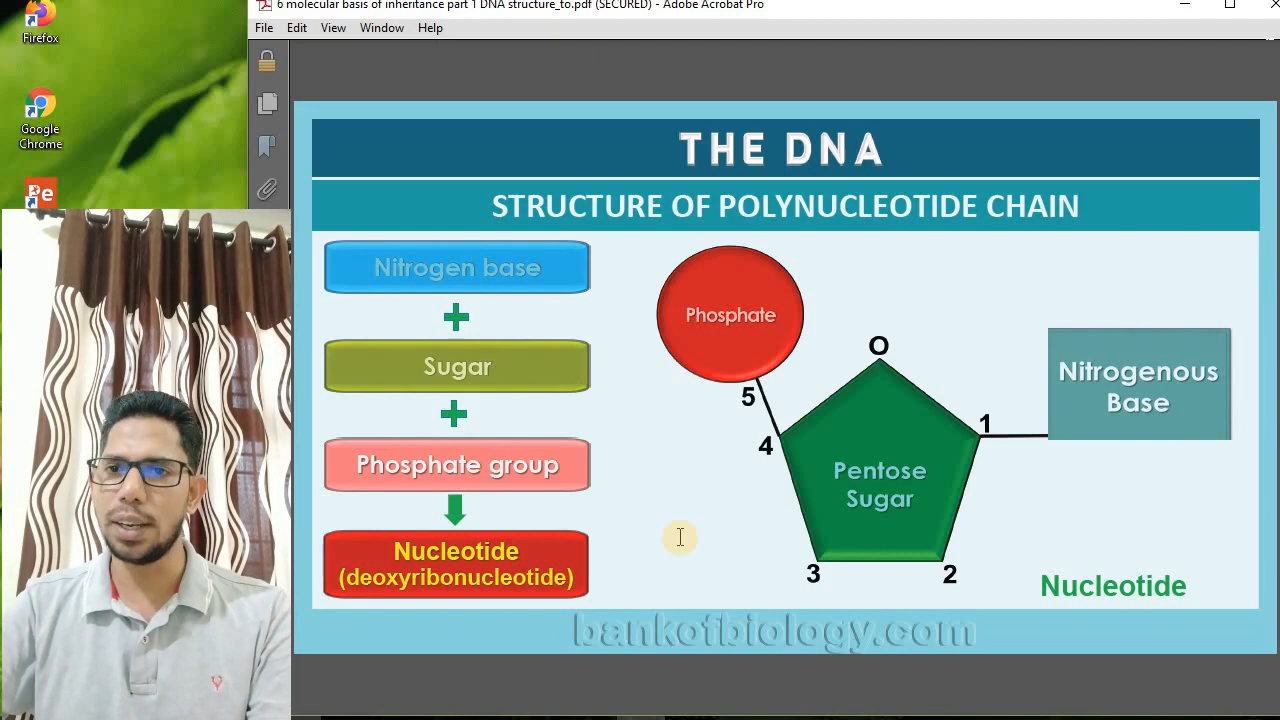 6 molecular basis of inheritance part 1 DNA structure_to.pdf (SECURED) - Adobe Acrobat Pro
File Edit View Window Help
Firefox
Google
Chrome
Pe
THE DNA
STRUCTURE OF POLYNUCLEOTIDE CHAIN
Nitrogen base
+
Sugar
+
Phosphate group
Nucleotide
(deoxyribonucleotide)
Phosphate
O
5
4
1
Nitrogenous
Base
Pentose
Sugar
3
2
Nucleotide
bankofbiology.com